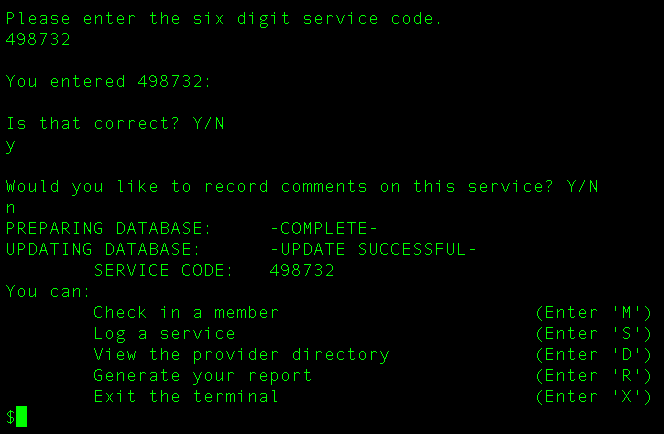 Please enter the six digit service code.
498732
You entered 498732:
Is that correct? Y/N
y
Would you like to record comments on this service? Y/N
n
PREPARING DATABASE: -COMPLETE-
UPDATING DATABASE: -UPDATE SUCCESSFUL-
SERVICE CODE: 498732
You can:
Check in a member (Enter 'M')
Log a service (Enter 'S')
View the provider directory (Enter 'D')
Generate your report (Enter 'R')
Exit the terminal (Enter 'X')
$